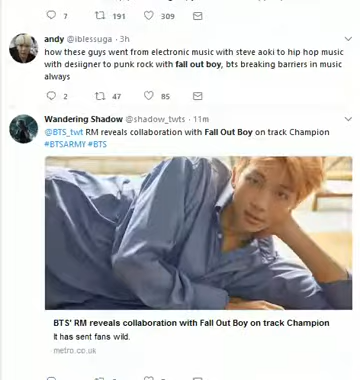 7 191 309
andy @iblessuga · 3h
how these guys went from electronic music with steve aoki to hip hop music
with desiigner to punk rock with fall out boy, bts breaking barriers in music
always
2 47 85
Wandering Shadow @shadow_twts · 11m
@BTS_twt RM reveals collaboration with Fall Out Boy on track Champion
#BTSARMY #BTS
BTS' RM reveals collaboration with Fall Out Boy on track Champion
It has sent fans wild.
metro.co.uk